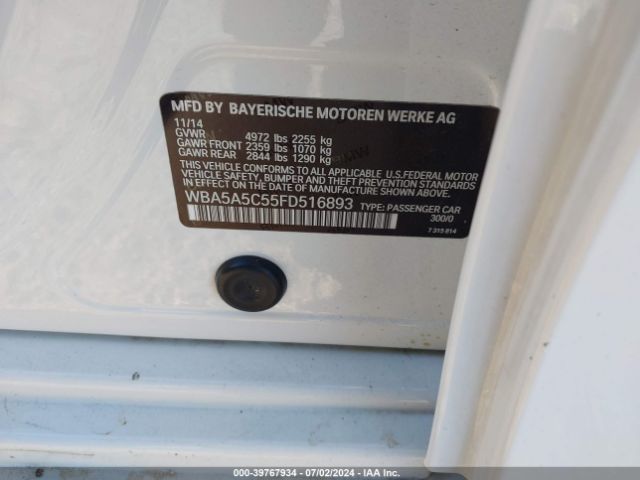 MFD BY BAYERISCHE MOTOREN WERKE AG
11/14
GVWR 4972 lbs 2255 kg
GAWR FRONT 2359 lbs 1070 kg
GAWR REAR 2844 lbs 1290 kg
THIS VEHICLE CONFORMS TO ALL APPLICABLE U.S.FEDERAL MOTOR
VEHICLE SAFETY, BUMPER, AND THEFT PREVENTION STANDARDS IN
EFFECT ON THE DATE OF MANUFACTURE SHOWN ABOVE.
WBA5A5C55FD516893 TYPE: PASSENGER CAR
300/0
7 315 814
000-39767934 / 07/02/2024 - IAA Inc.